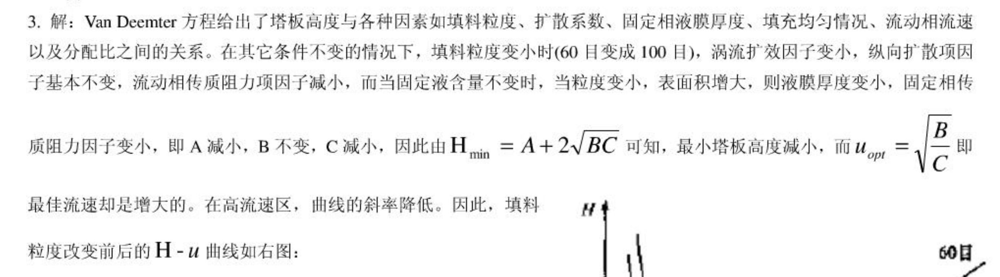 3. 解：Van Deemter 方程给出了塔板高度与各种因素如填料粒度、扩散系数、固定相液膜厚度、填充均匀情况、流动相流速
以及分配比之间的关系。在其它条件不变的情况下，填料粒度变小时(60 目变成 100 目)，涡流扩效因子变小，纵向扩散项因
子基本不变，流动相传质阻力项因子减小，而当固定液含量不变时，当粒度变小，表面积增大，则液膜厚度变小，固定相传
质阻力因子变小，即 A 减小，B 不变，C 减小，因此由 H_min = A + 2√BC 可知，最小塔板高度减小，而 u_opt = √(B/C) 即
最佳流速却是增大的。在高流速区，曲线的斜率降低。因此，填料
粒度改变前后的 H - u 曲线如右图：
H
60目